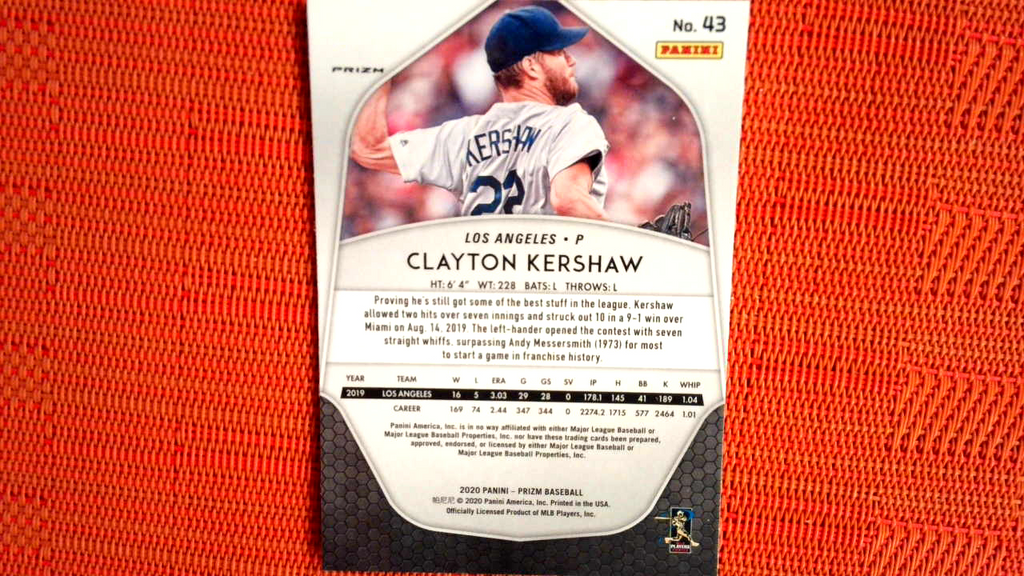 No. 43
PANINI
PRIZM
KERSHAW
22
LOS ANGELES • P
CLAYTON KERSHAW
HT: 6' 4" WT: 228 BATS: L THROWS: L
Proving he's still got some of the best stuff in the league, Kershaw
allowed two hits over seven innings and struck out 10 in a 9-1 win over
Miami on Aug. 14, 2019. The left-hander opened the contest with seven
straight whiffs, surpassing Andy Messersmith (1973) for most
to start a game in franchise history.
YEAR TEAM W L ERA G GS SV IP H BB K WHIP
2019 LOS ANGELES 16 5 3.03 29 28 0 178.1 145 41 189 1.04
CAREER 169 74 2.44 347 344 0 2274.2 1715 577 2464 1.01
Panini America, Inc. is in no way affiliated with either Major League Baseball or
Major League Baseball Properties, Inc. nor have these trading cards been prepared,
approved, endorsed, or licensed by either Major League Baseball or
Major League Baseball Properties, Inc.
2020 PANINI – PRIZM BASEBALL
帕尼尼 © 2020 Panini America, Inc. Printed in the USA.
Officially Licensed Product of MLB Players, Inc.
PLAYERS